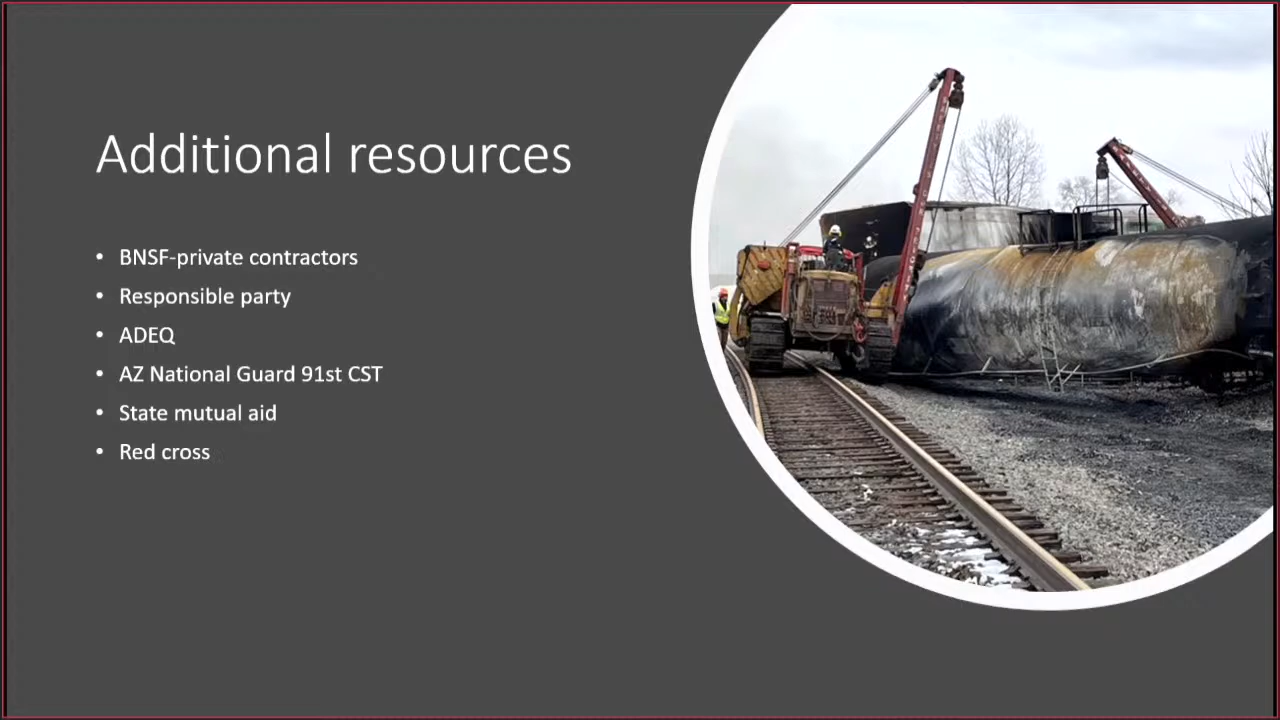 Additional resources
• BNSF-private contractors
• Responsible party
• ADEQ
• AZ National Guard 91st CST
• State mutual aid
• Red cross